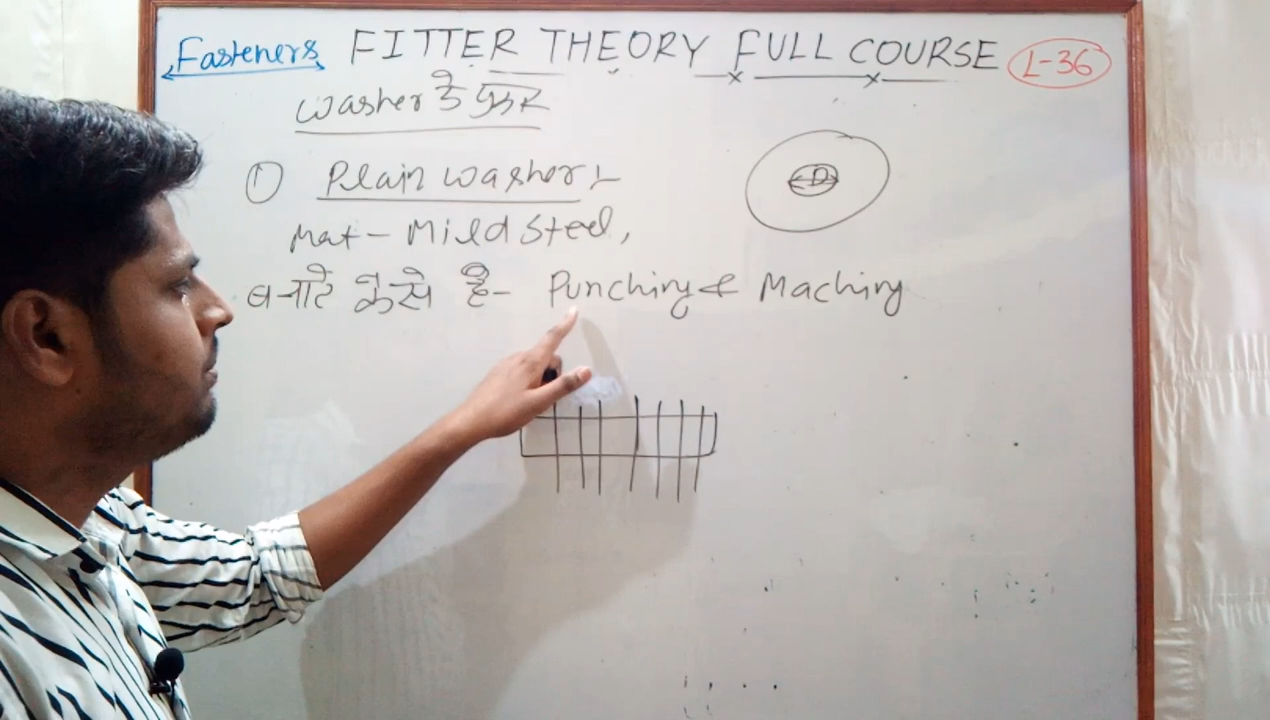 Fasteners FITTER THEORY FULL COURSE L-36
washer के प्रकार
① Plain washer :-
Mat - Mild Steel,
बनाते कैसे है - Punching & Maching
D